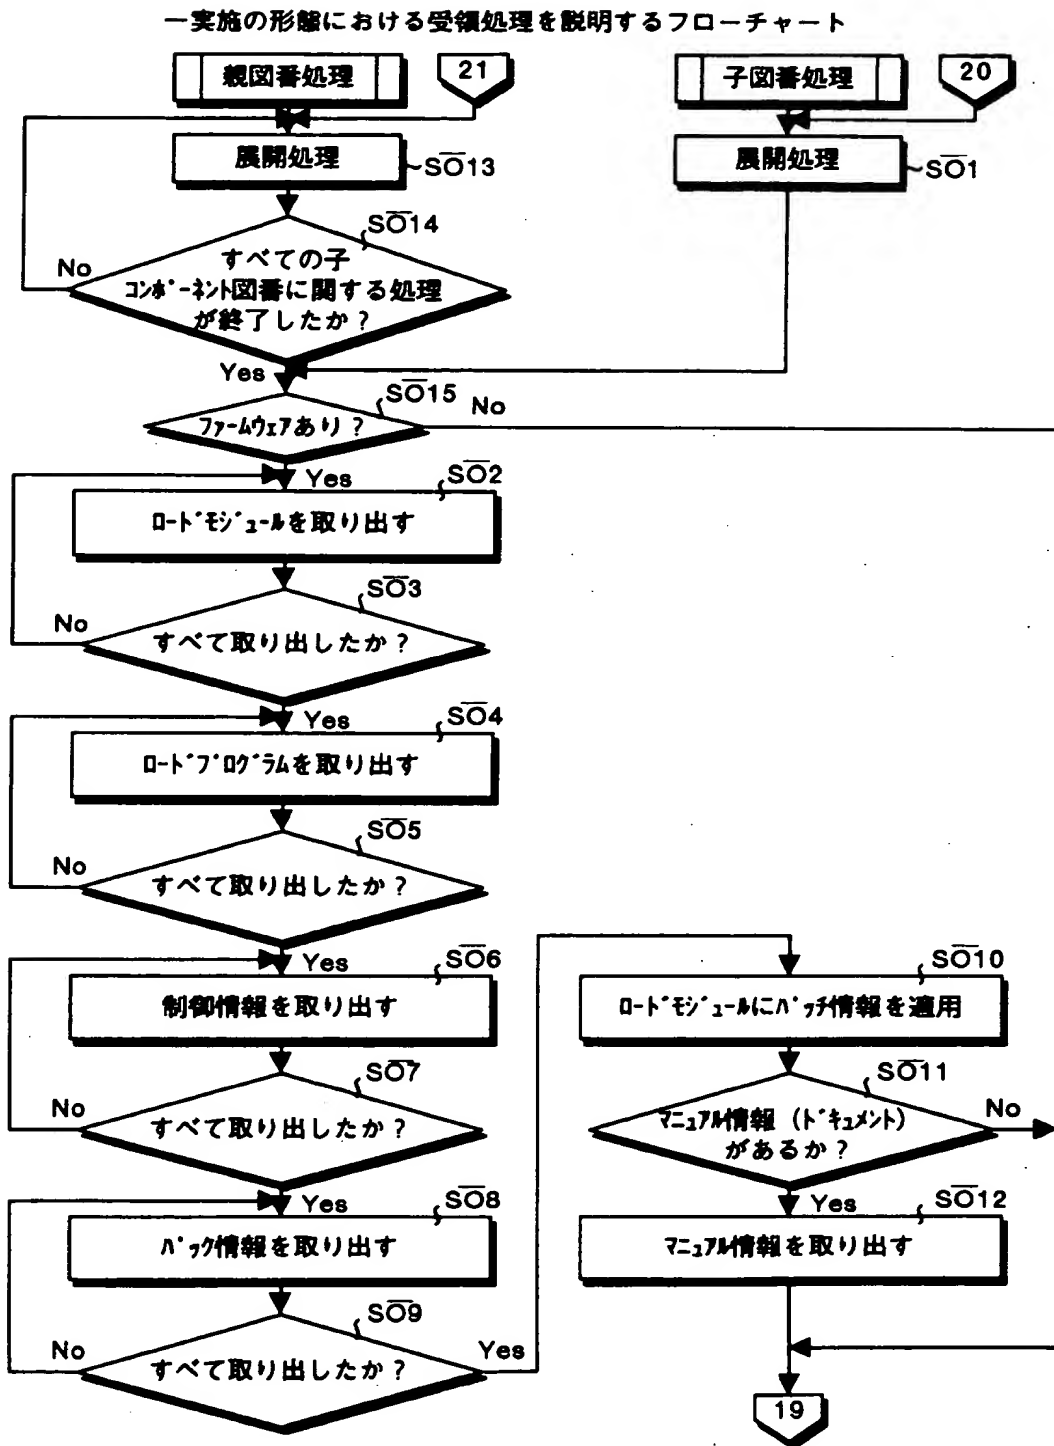 一実施の形態における受領処理を説明するフローチャート
親図番処理
21
子図番処理
20
展開処理
SO13
展開処理
SO1
SO14
すべての子
コンポーネント図番に関する処理
が終了したか?
No
Yes
SO15
ファームウェアあり?
No
Yes
SO2
ロードモジュールを取り出す
SO3
すべて取り出したか?
No
Yes
SO4
ロードプログラムを取り出す
SO5
すべて取り出したか?
No
Yes
SO6
制御情報を取り出す
SO7
すべて取り出したか?
No
Yes
SO8
パック情報を取り出す
SO9
すべて取り出したか?
No
Yes
SO10
ロードモジュールにパッチ情報を適用
SO11
マニュアル情報(ドキュメント)
があるか?
No
Yes
SO12
マニュアル情報を取り出す
19